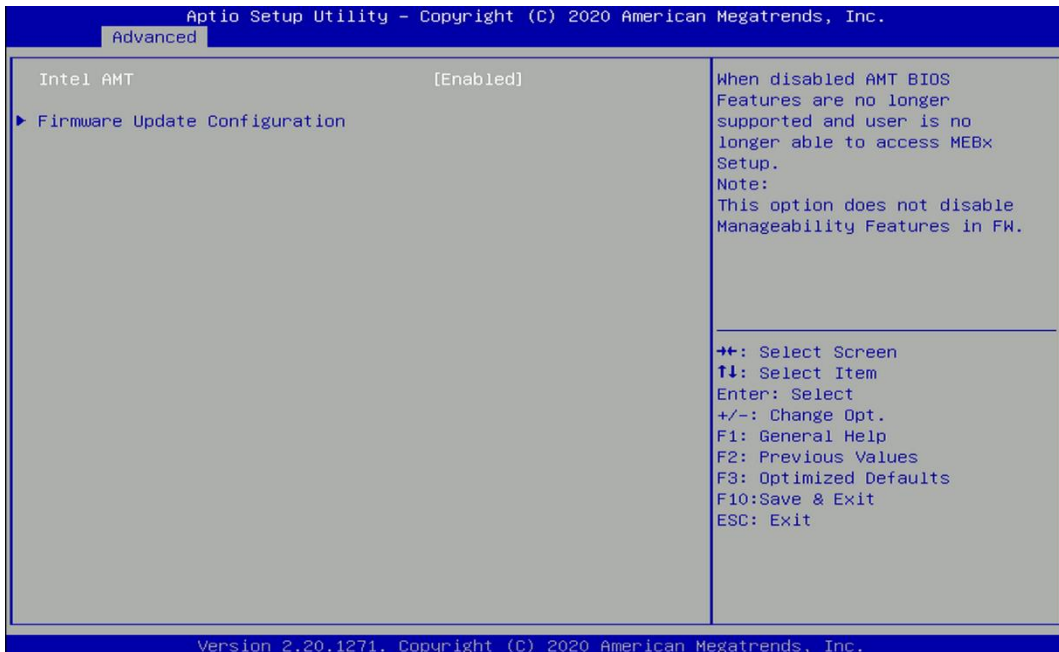 Aptio Setup Utility – Copyright (C) 2020 American Megatrends, Inc.
Advanced
Intel AMT [Enabled]
▶ Firmware Update Configuration
When disabled AMT BIOS
Features are no longer
supported and user is no
longer able to access MEBx
Setup.
Note:
This option does not disable
Manageability Features in FW.
→←: Select Screen
↑↓: Select Item
Enter: Select
+/-: Change Opt.
F1: General Help
F2: Previous Values
F3: Optimized Defaults
F10:Save & Exit
ESC: Exit
Version 2.20.1271. Copyright (C) 2020 American Megatrends, Inc.